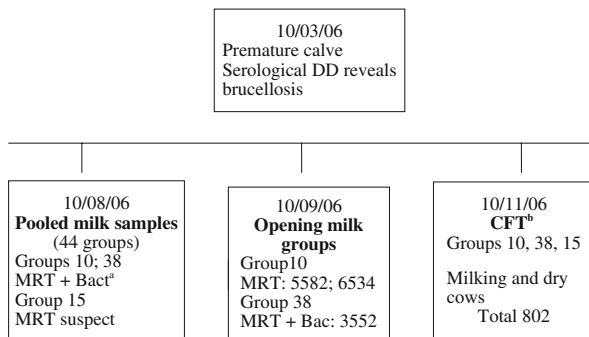 10/03/06
Premature calve
Serological DD reveals
brucellosis
10/08/06
Pooled milk samples
(44 groups)
Groups 10; 38
MRT + Bactᵃ
Group 15
MRT suspect
10/09/06
Opening milk
groups
Group10
MRT: 5582; 6534
Group 38
MRT + Bac: 3552
10/11/06
CFTᵇ
Groups 10, 38, 15
Milking and dry
cows
Total 802